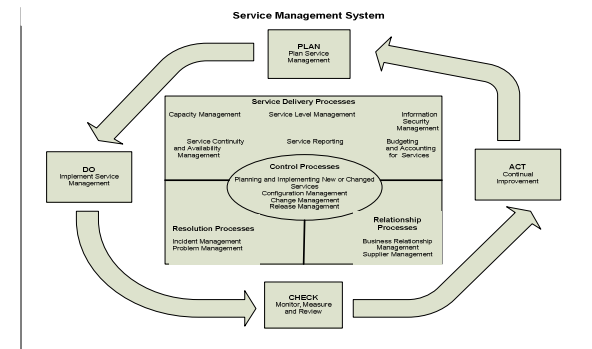 Service Management System
PLAN
Plan Service
Management
Service Delivery Processes
Capacity Management
Service Level Management
Information
Security
Management
Service Continuity
and Availability
Management
Service Reporting
Budgeting
and Accounting
for Services
Control Processes
Planning and Implementing New or Changed
Services
Configuration Management
Change Management
Release Management
DO
Implement Service
Management
ACT
Continual
Improvement
Resolution Processes
Incident Management
Problem Management
Relationship
Processes
Business Relationship
Management
Supplier Management
CHECK
Monitor, Measure
and Review